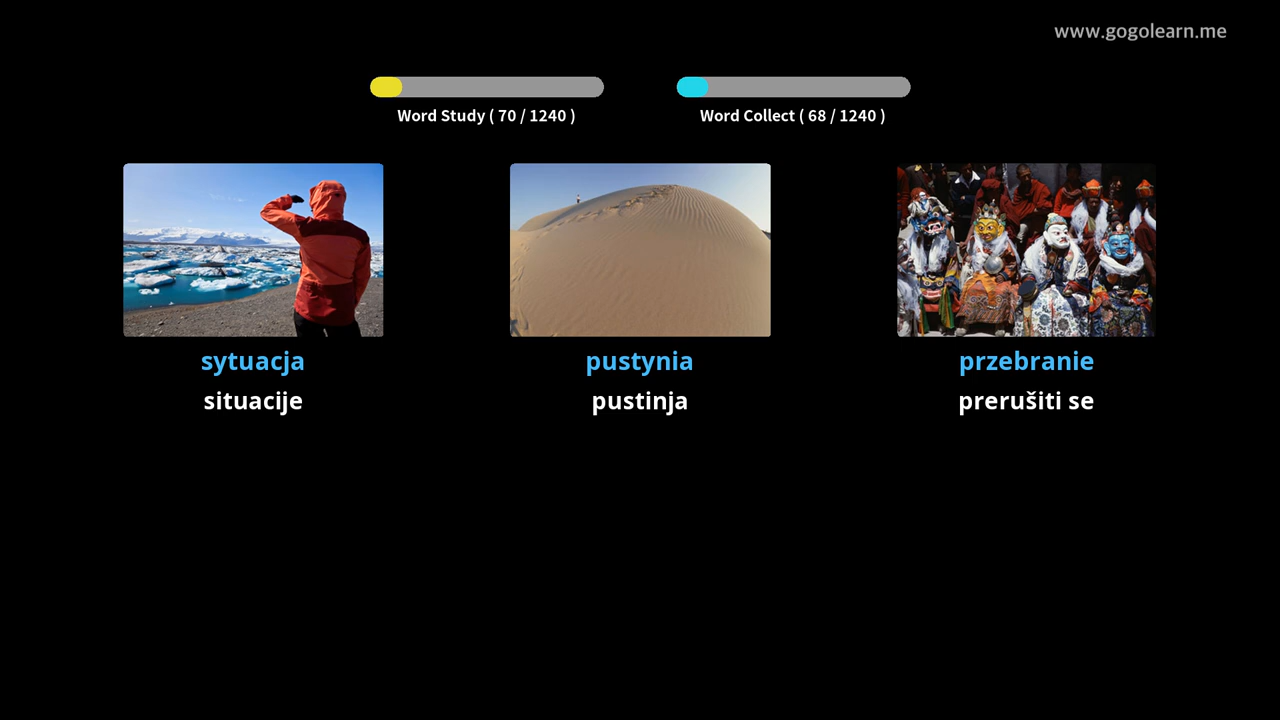 www.gogolearn.me
Word Study ( 70 / 1240 )
Word Collect ( 68 / 1240 )
sytuacja
situacije
pustynia
pustinja
przebranie
prerušiti se